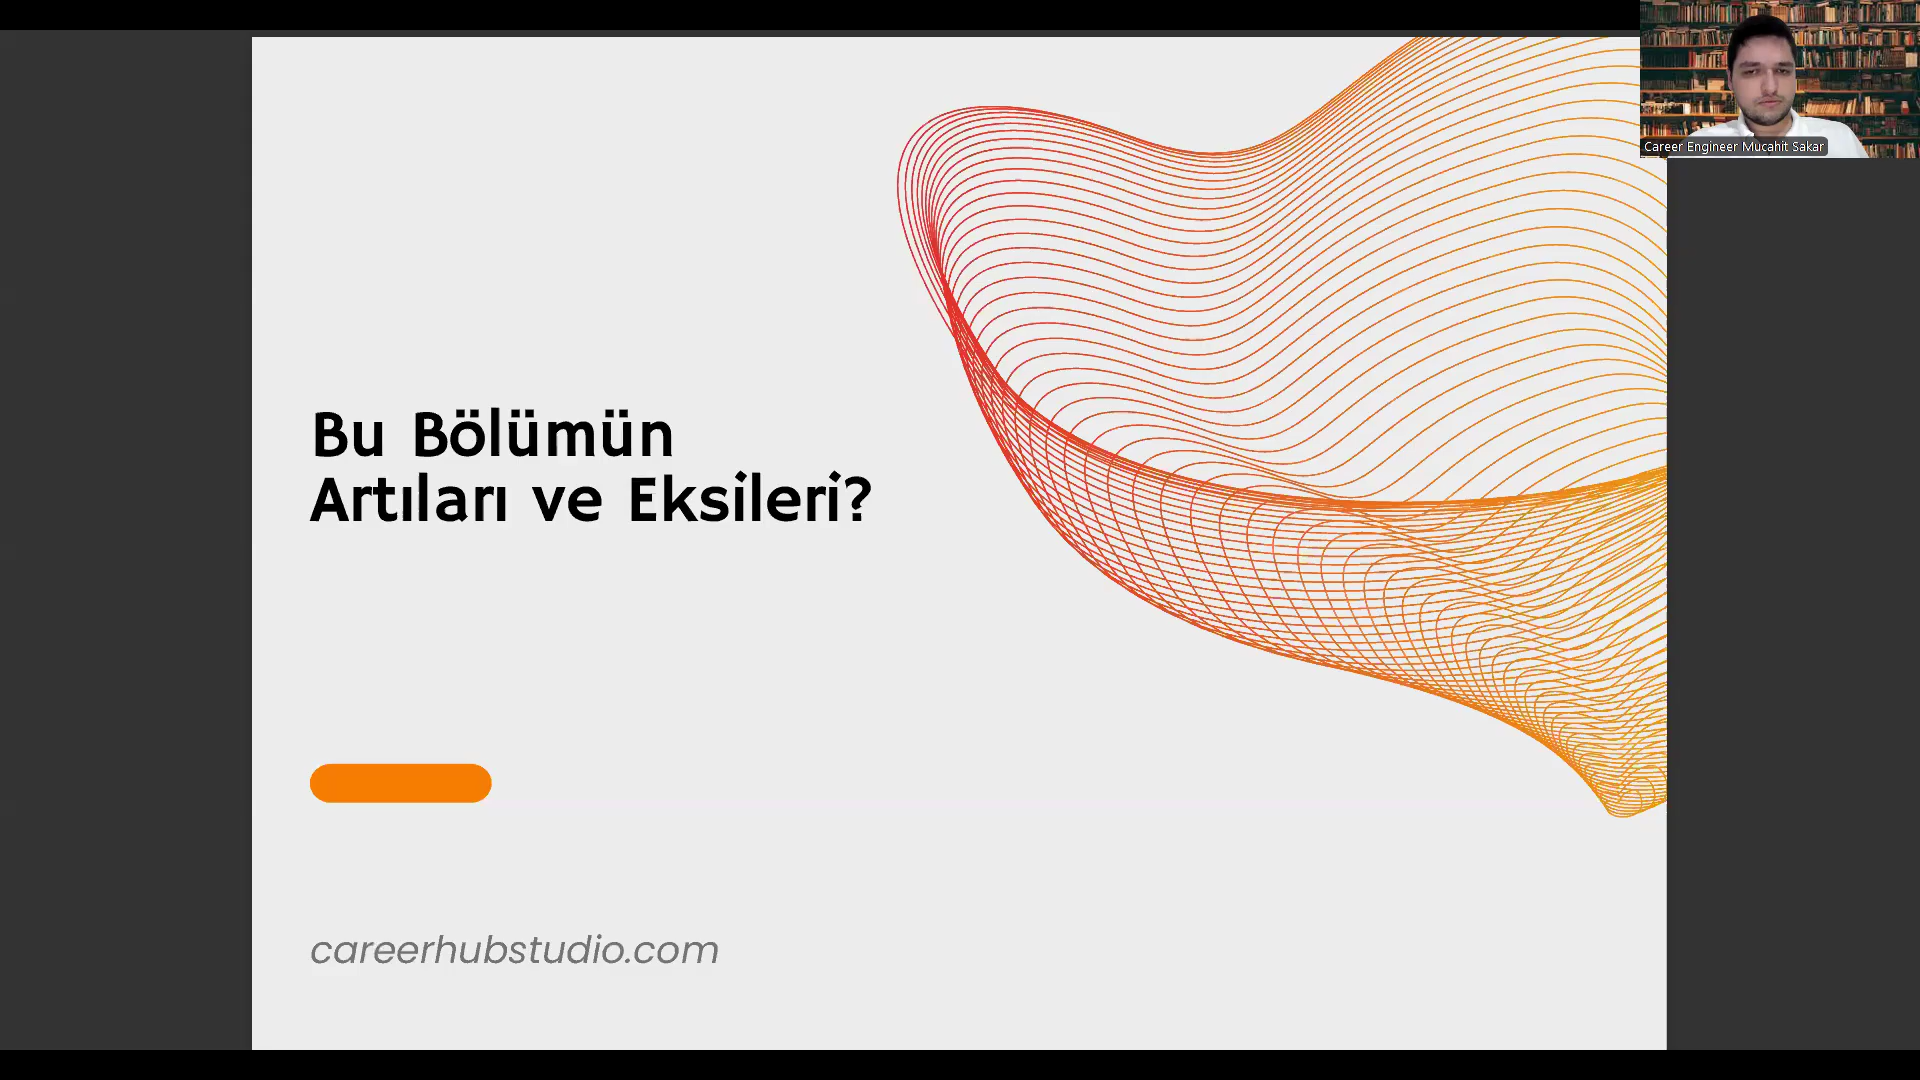 Career Engineer Mucahit Sakar
Bu Bölümün
Artıları ve Eksileri?
careerhubstudio.com